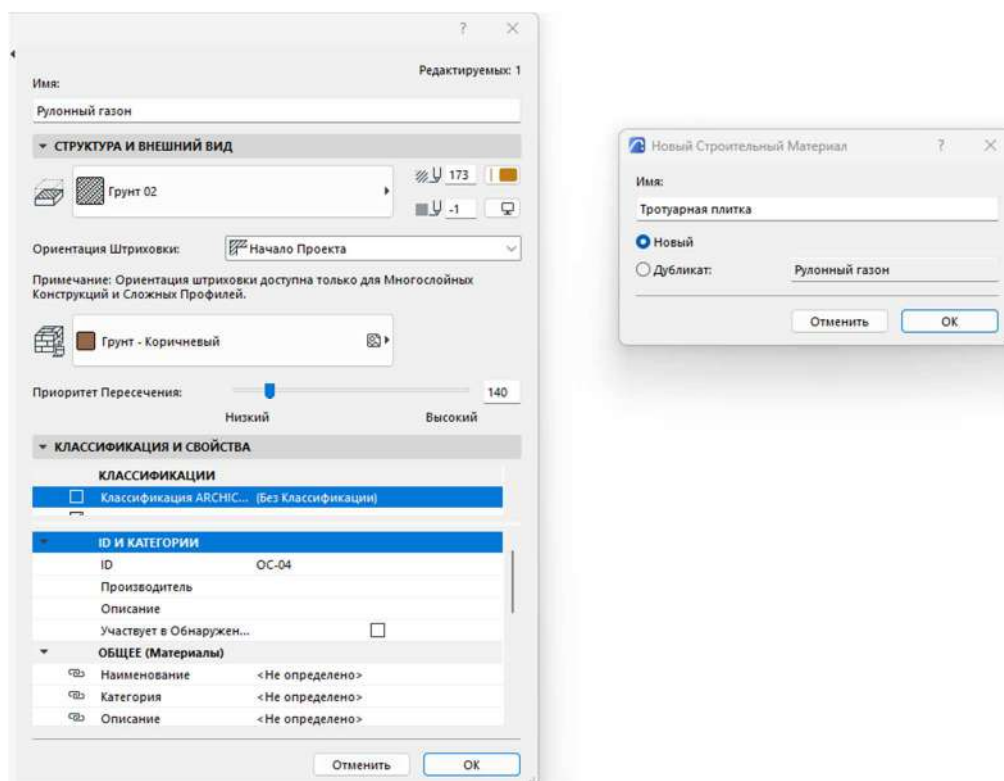 ?
Редактируемых: 1
Имя:
Рулонный газон
СТРУКТУРА И ВНЕШНИЙ ВИД
Грунт 02
173
-1
Ориентация Штриховки:
Начало Проекта
Примечание: Ориентация штриховки доступна только для Многослойных
Конструкций и Сложных Профилей.
Грунт - Коричневый
Приоритет Пересечения:
140
Низкий Высокий
КЛАССИФИКАЦИЯ И СВОЙСТВА
КЛАССИФИКАЦИИ
Классификация ARCHIC... (Без Классификации)
ID И КАТЕГОРИИ
ID ОС-04
Производитель
Описание
Участвует в Обнаружен...
ОБЩЕЕ (Материалы)
Наименование <Не определено>
Категория <Не определено>
Описание <Не определено>
Отменить OK
Новый Строительный Материал ?
Имя:
Тротуарная плитка
Новый
Дубликат: Рулонный газон
Отменить OK